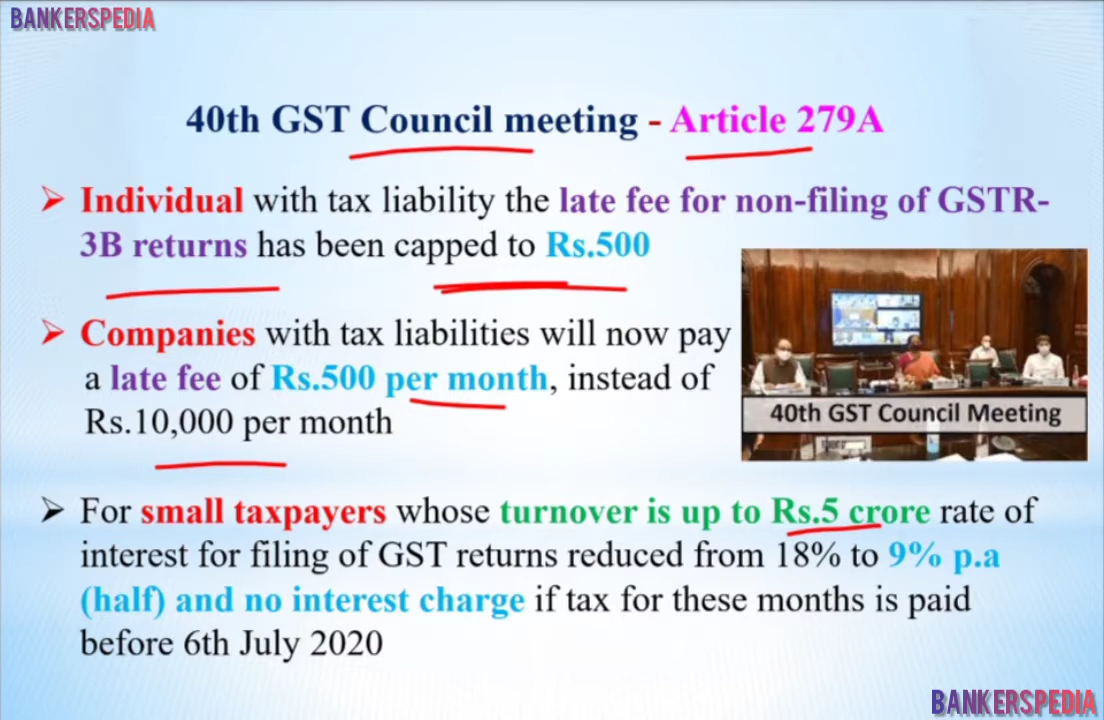 BANKERSPEDIA
40th GST Council meeting - Article 279A
➢ Individual with tax liability the late fee for non-filing of GSTR-
3B returns has been capped to Rs.500
➢ Companies with tax liabilities will now pay
a late fee of Rs.500 per month, instead of
Rs.10,000 per month
40th GST Council Meeting
➢ For small taxpayers whose turnover is up to Rs.5 crore rate of
interest for filing of GST returns reduced from 18% to 9% p.a
(half) and no interest charge if tax for these months is paid
before 6th July 2020
BANKERSPEDIA